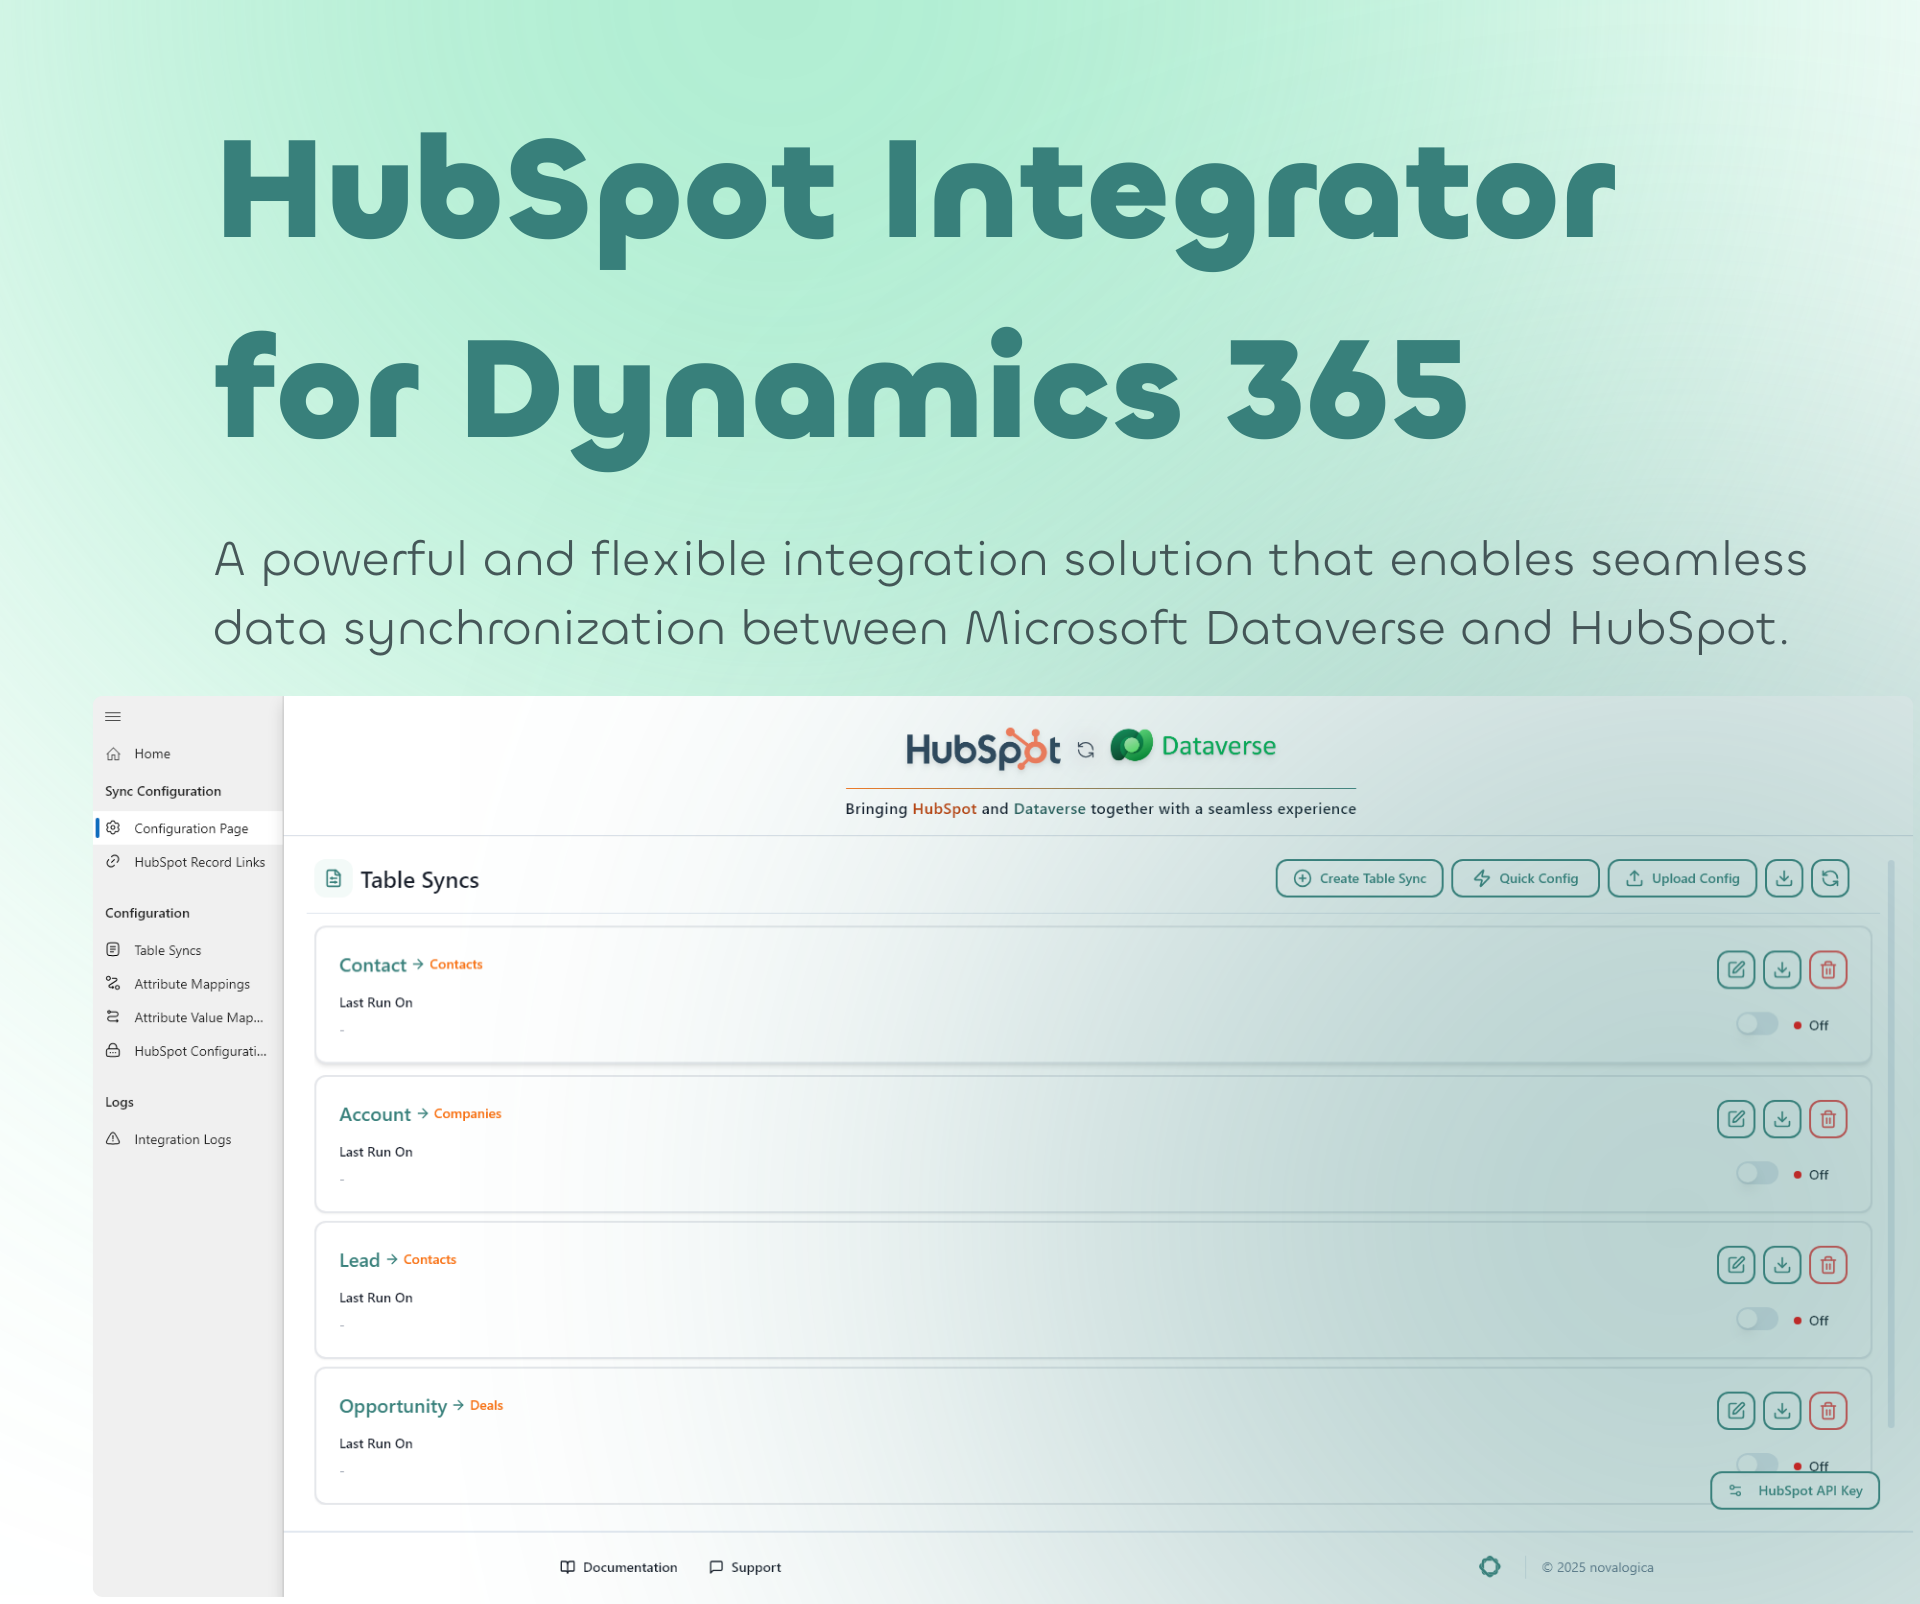 HubSpot Integrator
for Dynamics 365
A powerful and flexible integration solution that enables seamless
data synchronization between Microsoft Dataverse and HubSpot.
Home
Sync Configuration
Configuration Page
HubSpot Record Links
Configuration
Table Syncs
Attribute Mappings
Attribute Value Map...
HubSpot Configurati...
Logs
Integration Logs
HubSpot Dataverse
Bringing HubSpot and Dataverse together with a seamless experience
Table Syncs
Create Table Sync
Quick Config
Upload Config
Contact → Contacts
Last Run On
-
Off
Account → Companies
Last Run On
-
Off
Lead → Contacts
Last Run On
-
Off
Opportunity → Deals
Last Run On
-
Off
HubSpot API Key
Documentation
Support
© 2025 novalogica